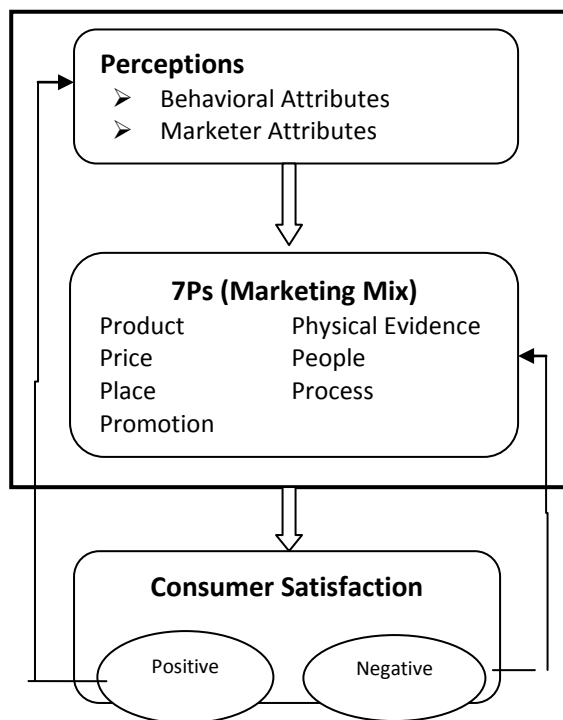 Perceptions
➢ Behavioral Attributes
➢ Marketer Attributes
7Ps (Marketing Mix)
Product Physical Evidence
Price People
Place Process
Promotion
Consumer Satisfaction
Positive Negative